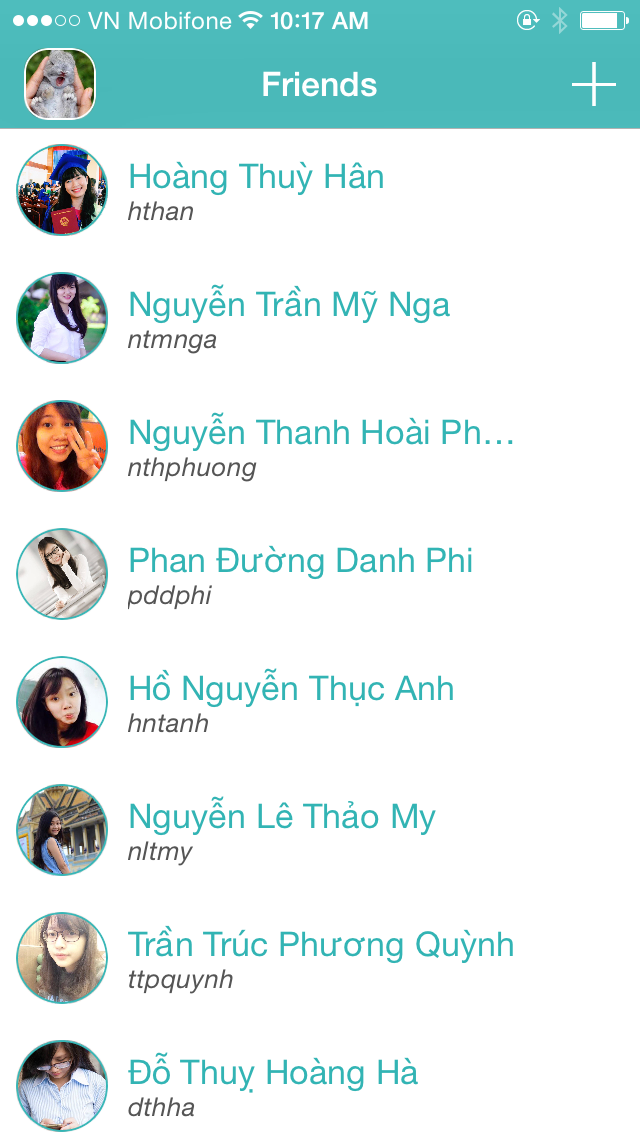 VN Mobifone 10:17 AM
Friends
Hoàng Thuỳ Hân
hthan
Nguyễn Trần Mỹ Nga
ntmnga
Nguyễn Thanh Hoài Ph…
nthphuong
Phan Đường Danh Phi
pddphi
Hồ Nguyễn Thục Anh
hntanh
Nguyễn Lê Thảo My
nltmy
Trần Trúc Phương Quỳnh
ttpquynh
Đỗ Thuỵ Hoàng Hà
dthha